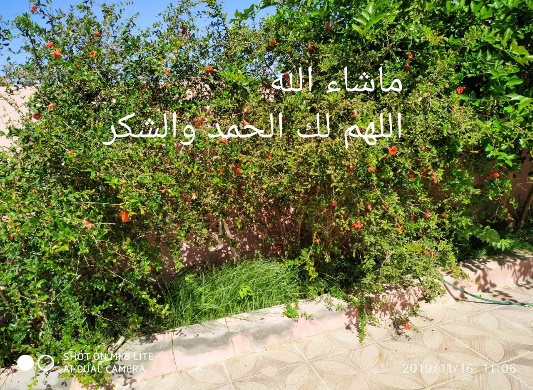 ماشاء الله
اللهم لك الحمد والشكر
SHOT ON MI 8 LITE
AI DUAL CAMERA
2019/11/16 11:06